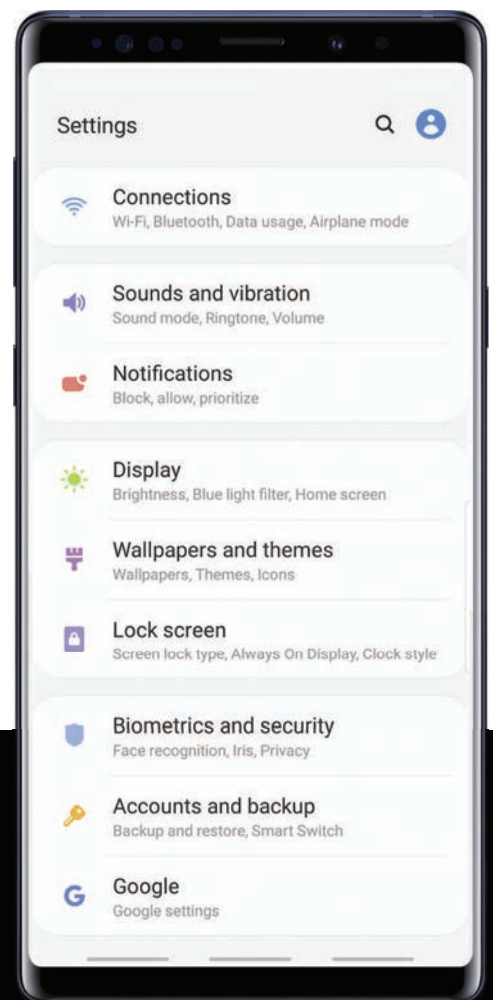 Settings
Connections
Wi-Fi, Bluetooth, Data usage, Airplane mode
Sounds and vibration
Sound mode, Ringtone, Volume
Notifications
Block, allow, prioritize
Display
Brightness, Blue light filter, Home screen
Wallpapers and themes
Wallpapers, Themes, Icons
Lock screen
Screen lock type, Always On Display, Clock style
Biometrics and security
Face recognition, Iris, Privacy
Accounts and backup
Backup and restore, Smart Switch
Google
Google settings